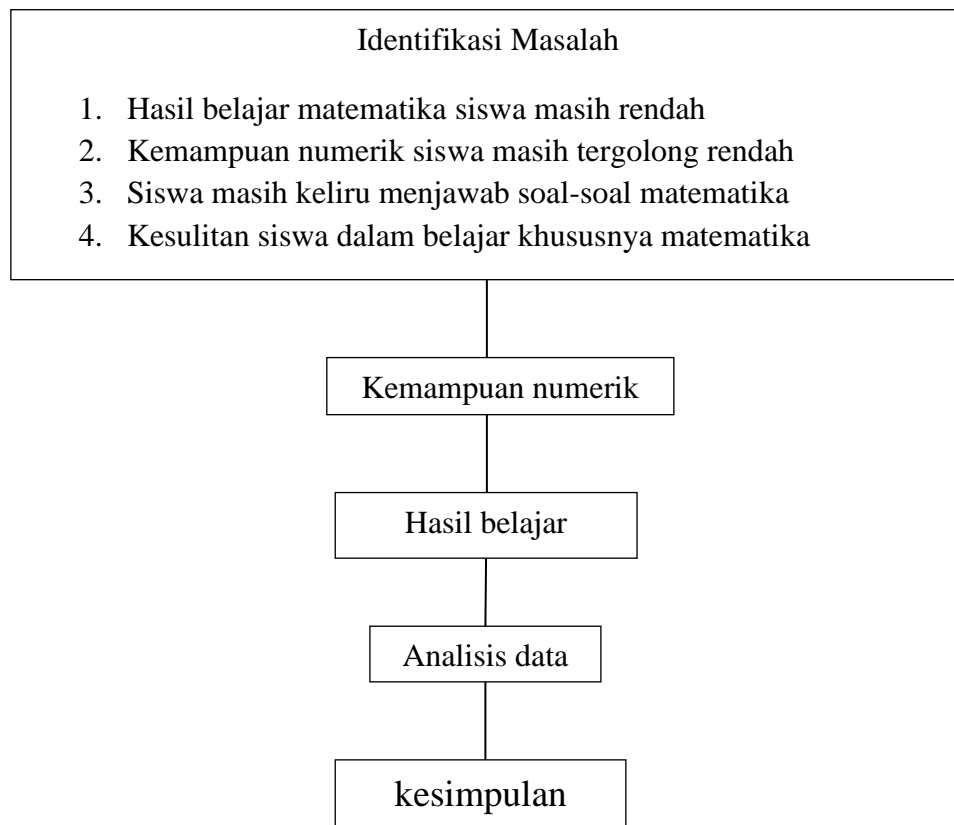 Identifikasi Masalah
1. Hasil belajar matematika siswa masih rendah
2. Kemampuan numerik siswa masih tergolong rendah
3. Siswa masih keliru menjawab soal-soal matematika
4. Kesulitan siswa dalam belajar khususnya matematika
Kemampuan numerik
Hasil belajar
Analisis data
kesimpulan